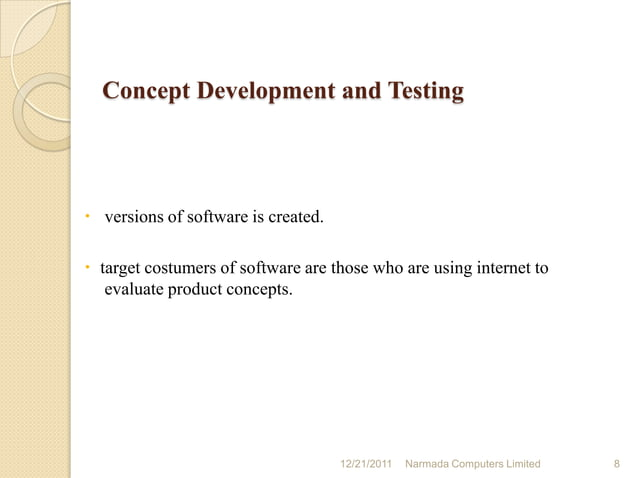 Concept Development and Testing
• versions of software is created.
• target costumers of software are those who are using internet to
evaluate product concepts.
12/21/2011 Narmada Computers Limited 8